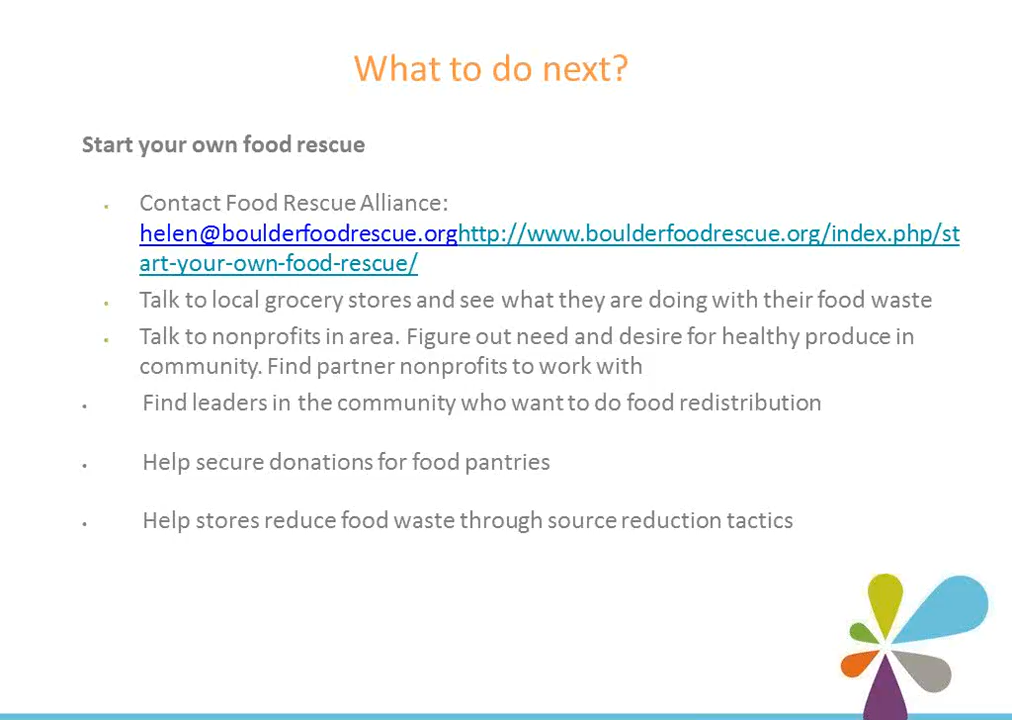 What to do next?
Start your own food rescue
• Contact Food Rescue Alliance:
helen@boulderfoodrescue.orghttp://www.boulderfoodrescue.org/index.php/st
art-your-own-food-rescue/
• Talk to local grocery stores and see what they are doing with their food waste
• Talk to nonprofits in area. Figure out need and desire for healthy produce in
community. Find partner nonprofits to work with
• Find leaders in the community who want to do food redistribution
• Help secure donations for food pantries
• Help stores reduce food waste through source reduction tactics